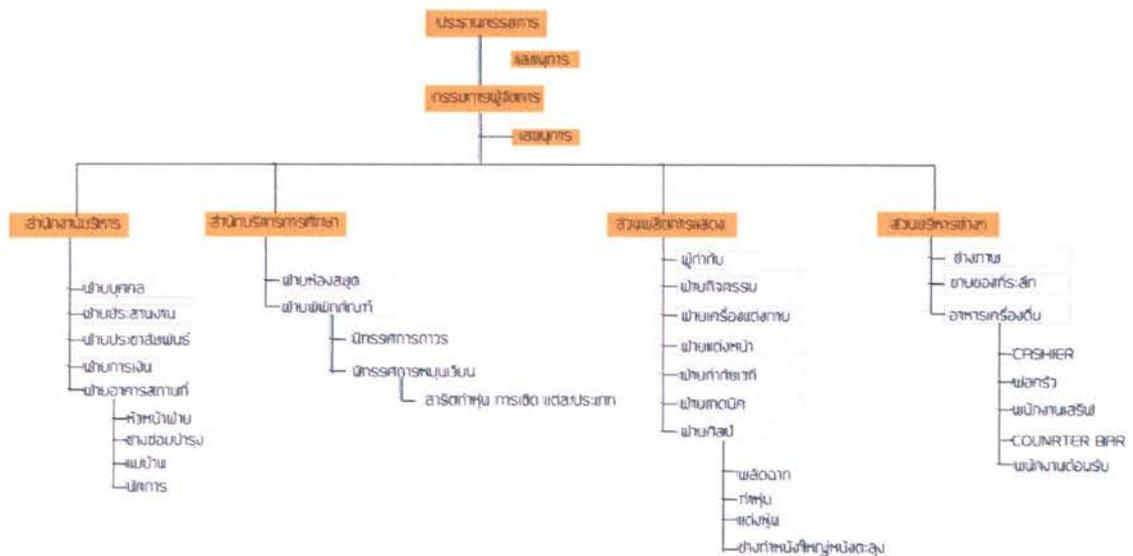 ประธานกรรมการ
เลขานุการ
กรรมการผู้จัดการ
เลขานุการ
สำนักงานบริหาร
ฝ่ายบุคคล
ฝ่ายประสานงาน
ฝ่ายประชาสัมพันธ์
ฝ่ายการเงิน
ฝ่ายอาคารสถานที่
หัวหน้าฝ่าย
ช่างซ่อมบำรุง
แม่บ้าน
นักการ
สำนักบริการการศึกษา
ฝ่ายห้องสมุด
ฝ่ายพิพิทภัณฑ์
นิทรรศการถาวร
นิทรรศการหมุนเวียน
สาธิตทำหุ่น การเชิด แต่ละประเภท
ส่วนผลิตการแสดง
ผู้กำกับ
ฝ่ายกิจกรรม
ฝ่ายเครื่องแต่งกาย
ฝ่ายแต่งหน้า
ฝ่ายกำกับเวที
ฝ่ายเทคนิค
ฝ่ายศิลป์
ผลิตฉาก
ทำหุ่น
แต่งหุ่น
ช่างทำหนังใหญ่หนังตะลุง
ส่วนบริหารต่างๆ
ช่างภาพ
ขายของที่ระลึก
อาหารเครื่องดื่ม
CASHIER
พ่อครัว
พนักงานเสริฟ
COUNRTER BAR
พนักงานต้อนรับ